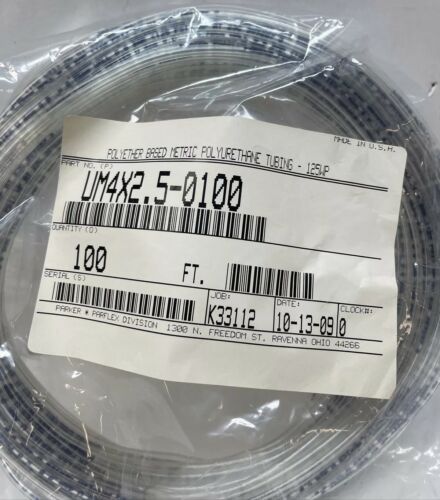 MADE IN U.S.A.
POLYETHER BASED METRIC POLYURETHANE TUBING - 125WP
PART NO. (P)
UM4X2.5-0100
QUANTITY (Q)
100 FT.
SERIAL (S)
JOB: DATE: CLOCK#:
K33112 10-13-09 0
PARKER * PARFLEX DIVISION 1300 N. FREEDOM ST. RAVENNA OHIO 44266